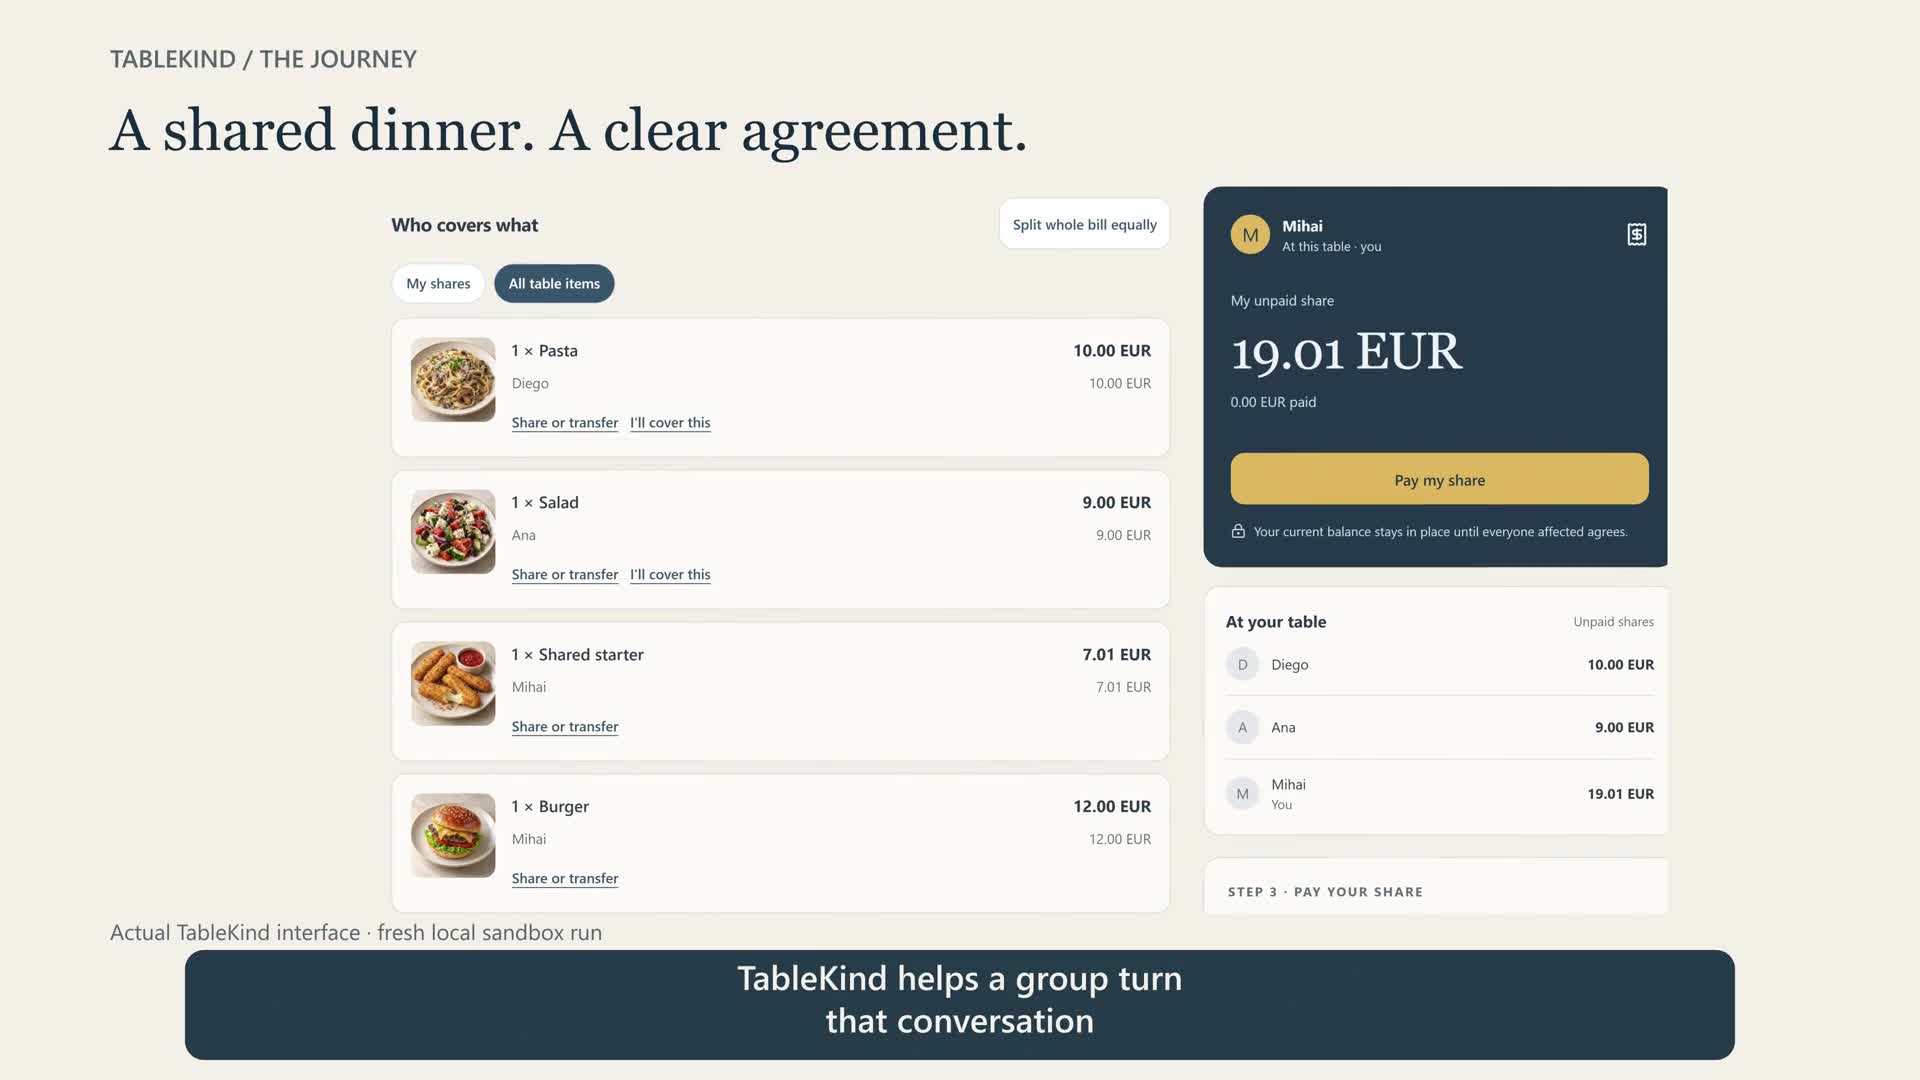 TABLEKIND / THE JOURNEY
A shared dinner. A clear agreement.
Who covers what
Split whole bill equally
My shares
All table items
1 × Pasta
10.00 EUR
Diego
10.00 EUR
Share or transfer
I'll cover this
1 × Salad
9.00 EUR
Ana
9.00 EUR
Share or transfer
I'll cover this
1 × Shared starter
7.01 EUR
Mihai
7.01 EUR
Share or transfer
1 × Burger
12.00 EUR
Mihai
12.00 EUR
Share or transfer
M
Mihai
At this table · you
My unpaid share
19.01 EUR
0.00 EUR paid
Pay my share
Your current balance stays in place until everyone affected agrees.
At your table
Unpaid shares
D
Diego
10.00 EUR
A
Ana
9.00 EUR
M
Mihai
You
19.01 EUR
STEP 3 · PAY YOUR SHARE
Actual TableKind interface · fresh local sandbox run
TableKind helps a group turn
that conversation